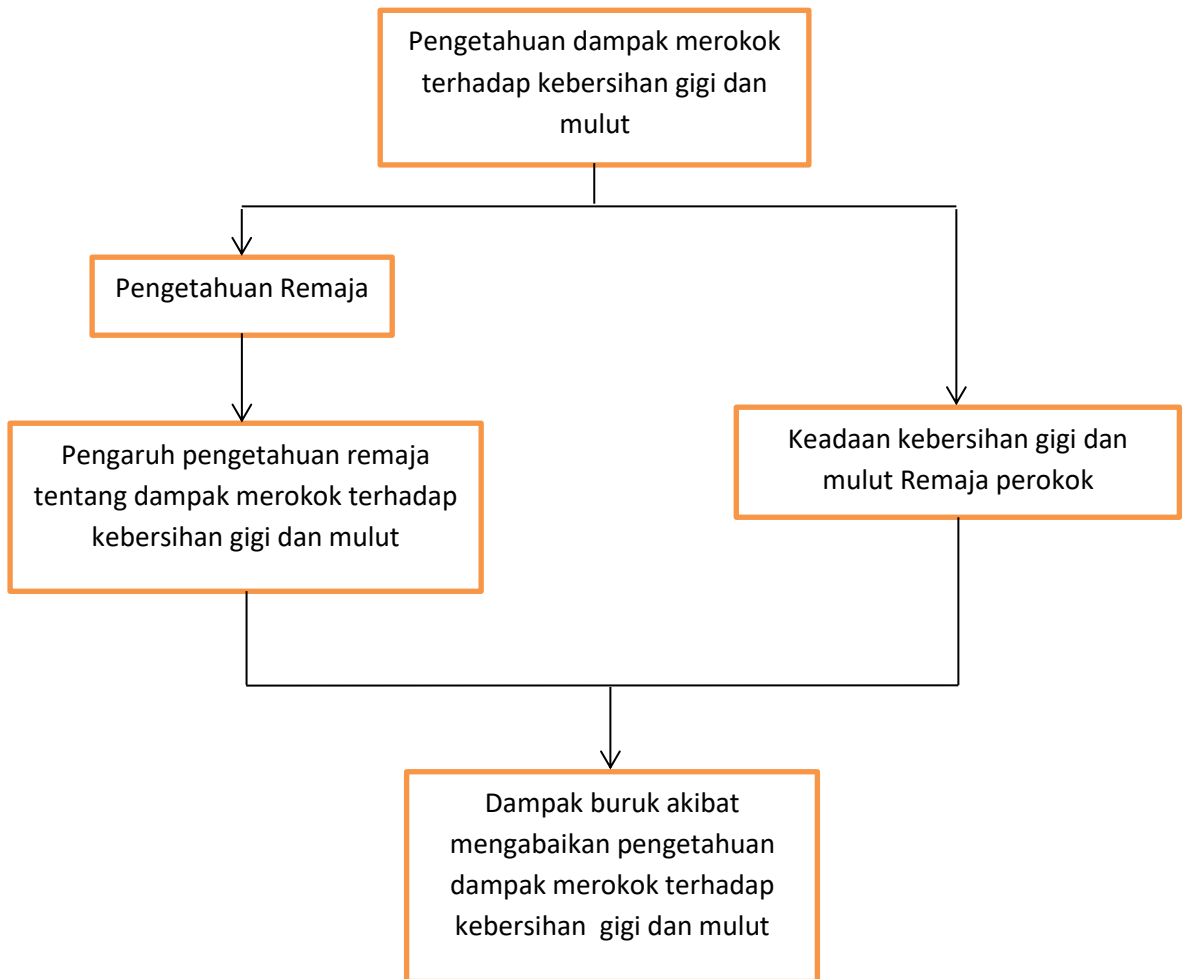 Pengetahuan dampak merokok
terhadap kebersihan gigi dan
mulut
Pengetahuan Remaja
Pengaruh pengetahuan remaja
tentang dampak merokok terhadap
kebersihan gigi dan mulut
Keadaan kebersihan gigi dan
mulut Remaja perokok
Dampak buruk akibat
mengabaikan pengetahuan
dampak merokok terhadap
kebersihan gigi dan mulut